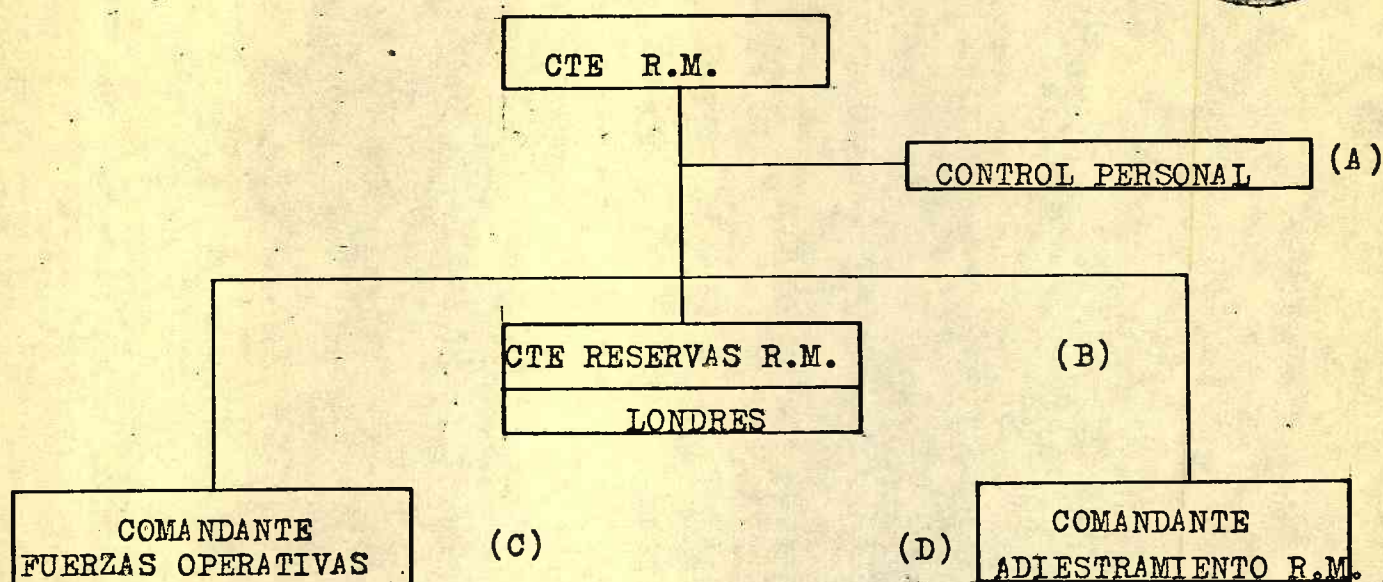 CTE R.M.
CONTROL PERSONAL (A)
CTE RESERVAS R.M. (B)
LONDRES
COMANDANTE
FUERZAS OPERATIVAS (C)
(D) COMANDANTE
ADIESTRAMIENTO R.M.